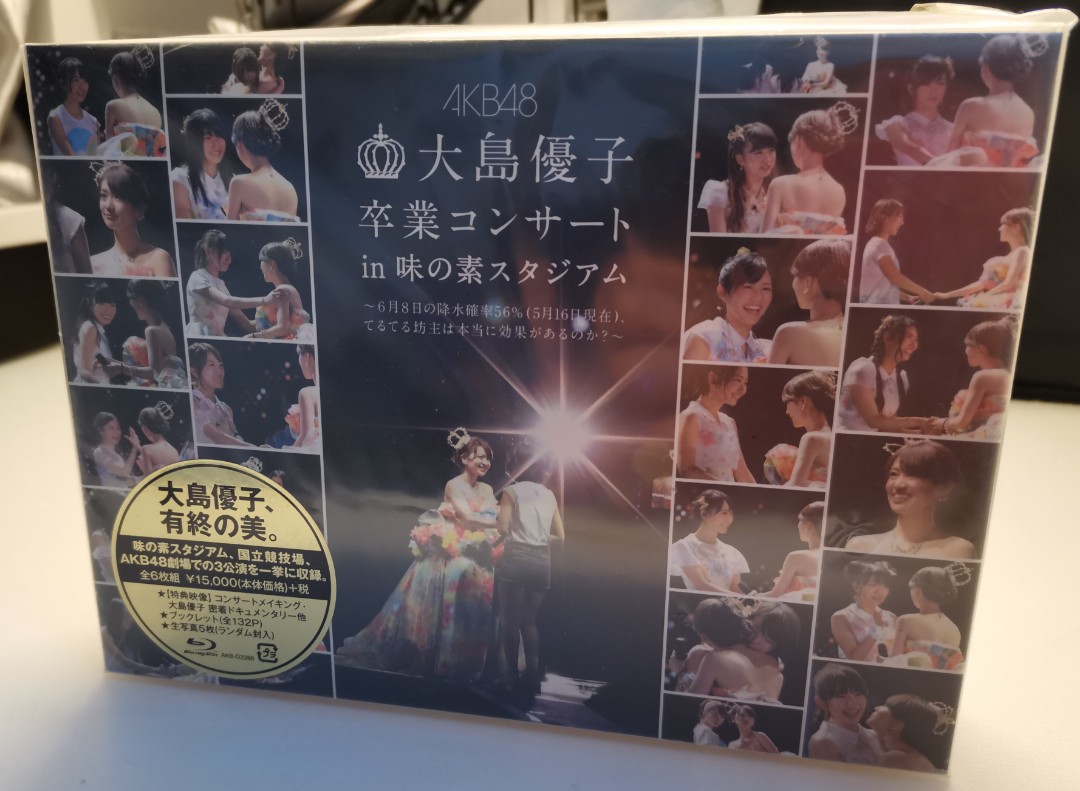 AKB48
大島優子
卒業コンサート
in 味の素スタジアム
〜6月8日の降水確率56%(5月16日現在)、
てるてる坊主は本当に効果があるのか?〜
大島優子、
有終の美。
味の素スタジアム、国立競技場、
AKB48劇場での3公演を一挙に収録。
全6枚組 ¥15,000(本体価格)+税
★【特典映像】コンサートメイキング・
大島優子 密着ドキュメンタリー他
★ブックレット(全132P)
★生写真5枚(ランダム封入)
Blu-ray Disc
プラ